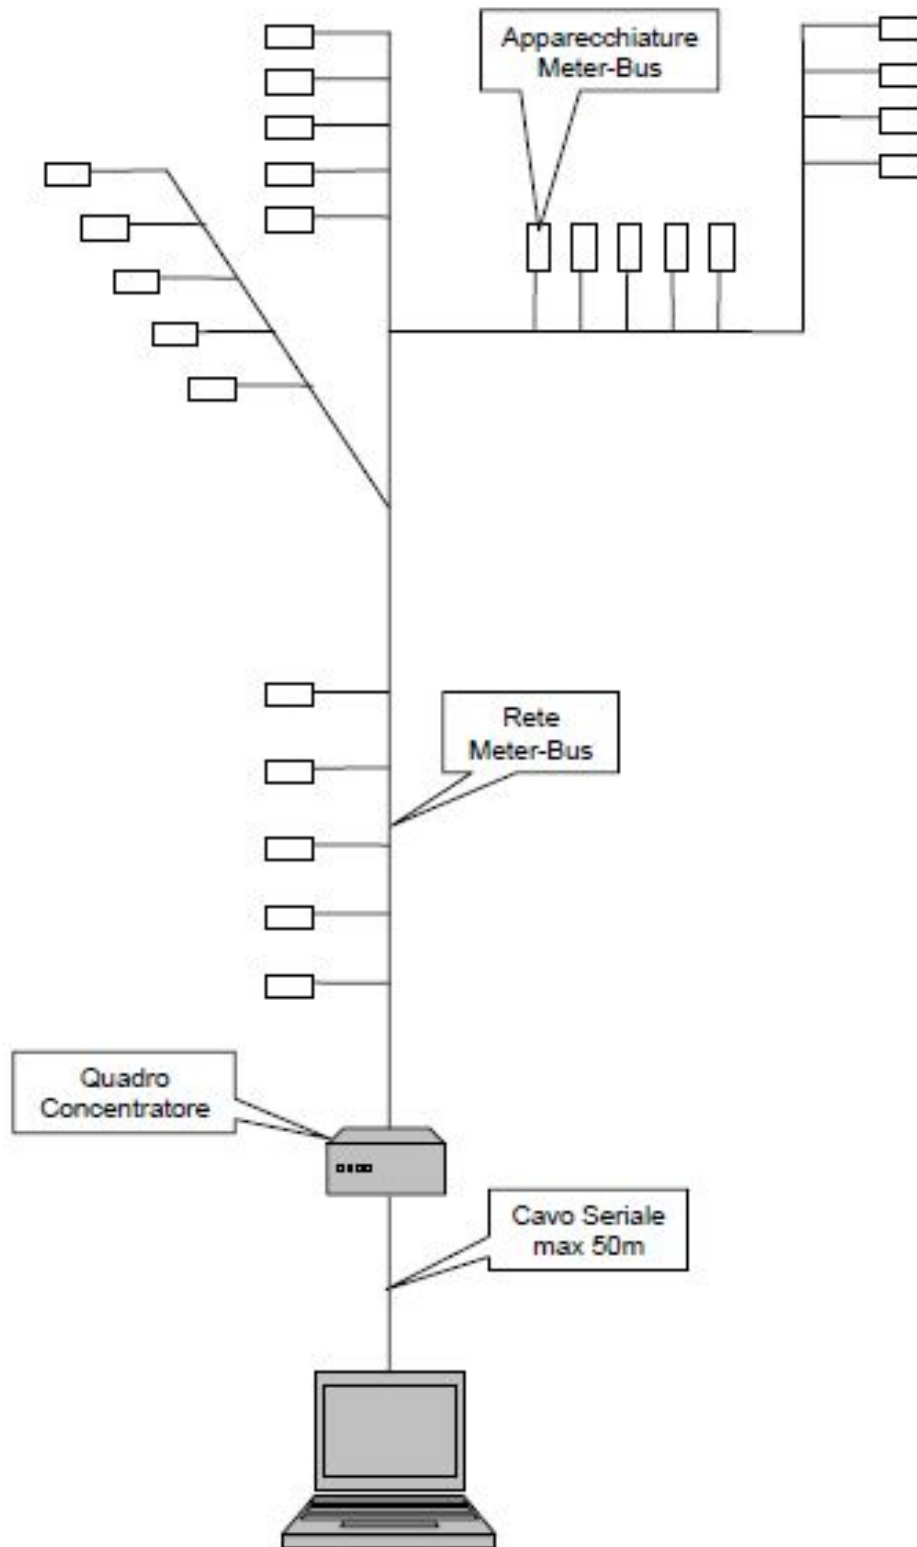 Apparecchiature
Meter-Bus
Rete
Meter-Bus
Quadro
Concentratore
Cavo Seriale
max 50m